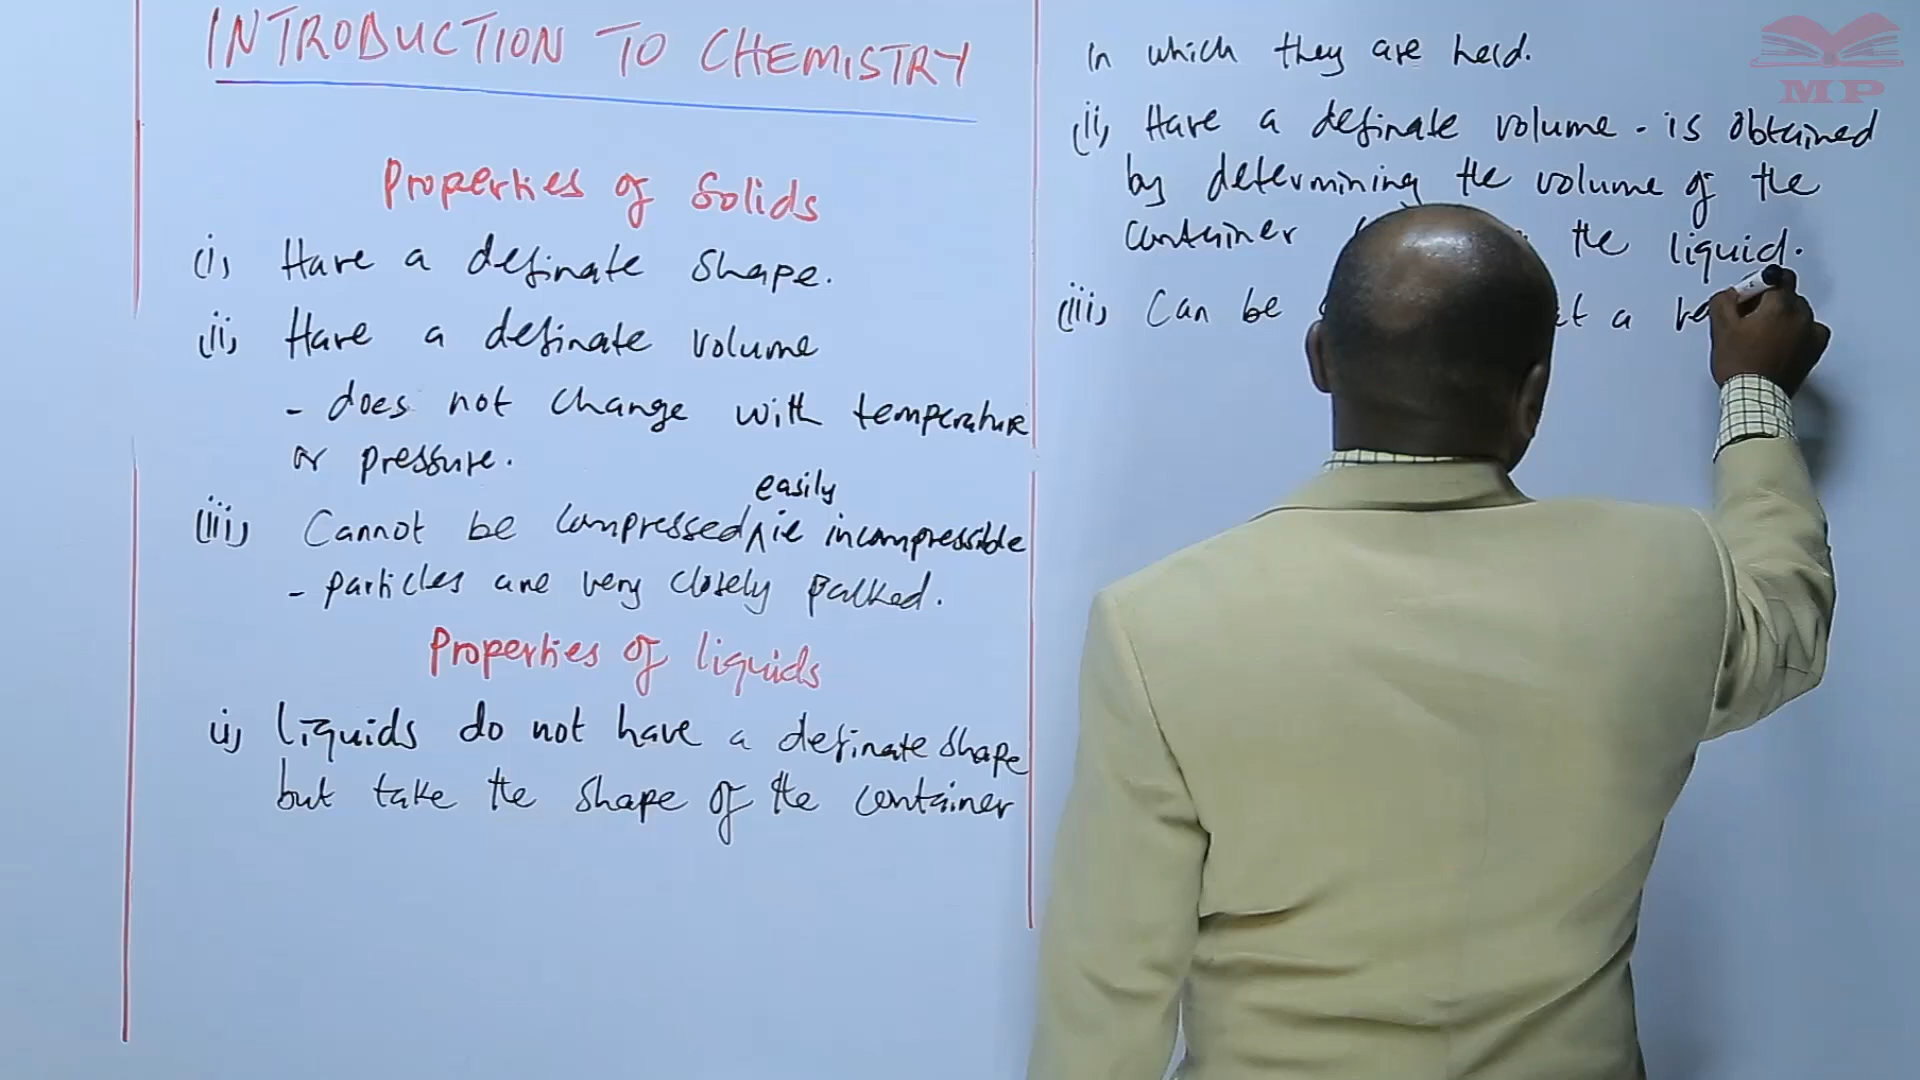 INTRODUCTION TO CHEMISTRY
Properties of Solids
(i) Have a definate shape.
(ii) Have a definate volume
- does not change with temperature
or pressure.
easily
(iii) Cannot be compressed ie incompressible
- particles are very closely packed.
Properties of liquids
(i) liquids do not have a definate shape
but take the shape of the container
in which they are held.
(ii) Have a definate volume - is obtained
by determining the volume of the
container the liquid.
(iii) Can be a
MP